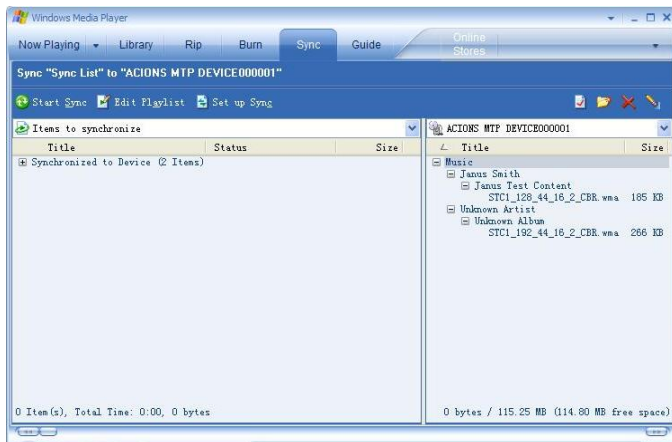 Windows Media Player
Now Playing Library Rip Burn Sync Guide Online Stores
Sync "Sync List" to "ACIONS MTP DEVICE000001"
Start Sync Edit Playlist Set up Sync
Items to synchronize
Title Status Size
Synchronized to Device (2 Items)
0 Item(s), Total Time: 0:00, 0 bytes
ACIONS MTP DEVICE000001
Title Size
Music
Janus Smith
Janus Test Content
STC1_128_44_16_2_CBR.wma 185 KB
Unknown Artist
Unknown Album
STC1_192_44_16_2_CBR.wma 266 KB
0 bytes / 115.25 MB (114.80 MB free space)